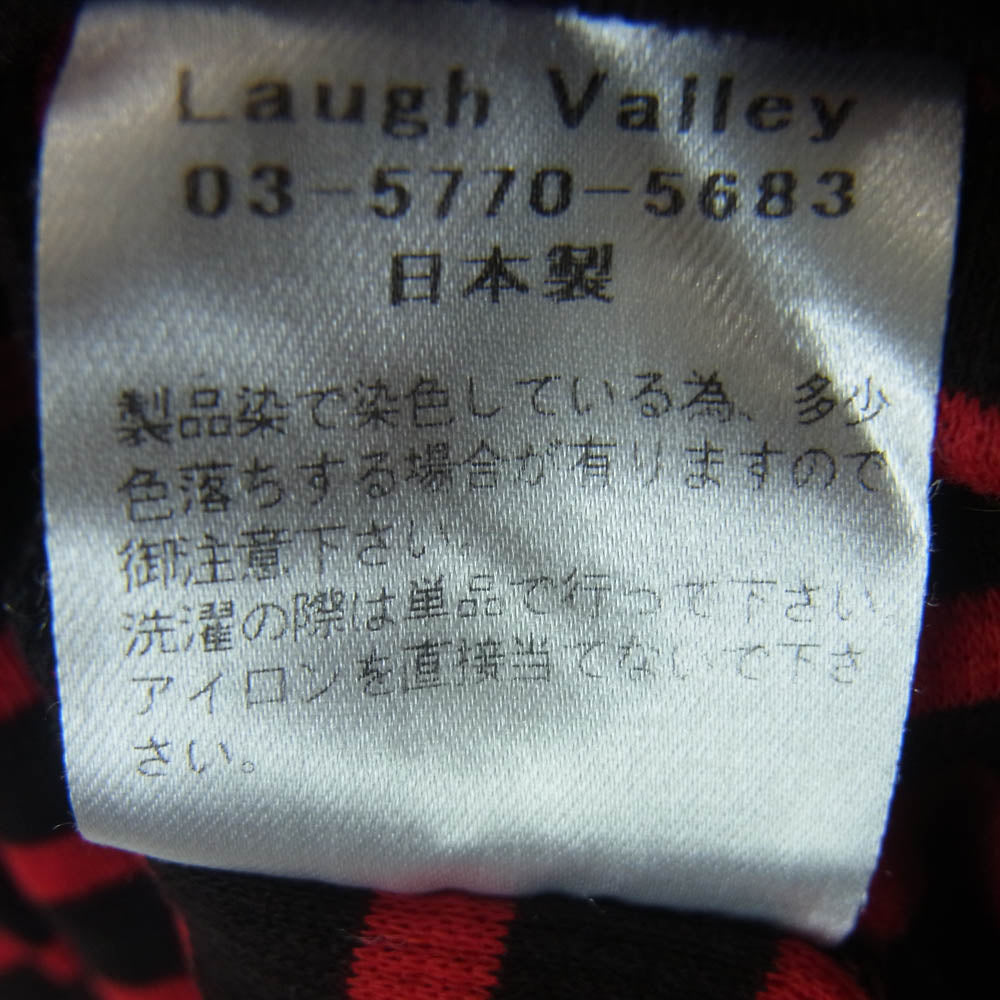 Laugh Valley
03-5770-5683
日本製
製品染で染色している為、多少
色落ちする場合が有りますので
御注意下さい。
洗濯の際は単品で行って下さい。
アイロンを直接当てないで下さ
さい。